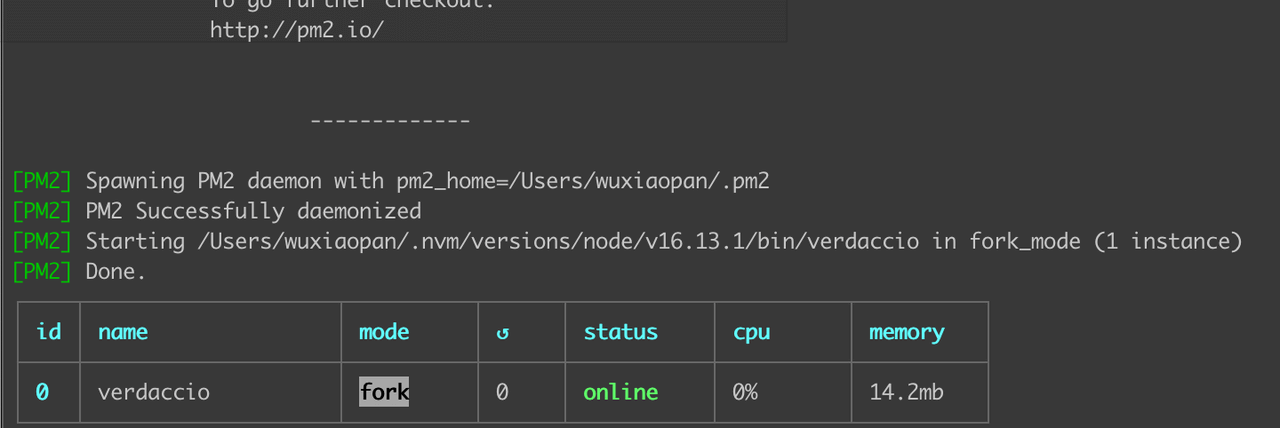 To go further checkout:
http://pm2.io/
-------------
[PM2] Spawning PM2 daemon with pm2_home=/Users/wuxiaopan/.pm2
[PM2] PM2 Successfully daemonized
[PM2] Starting /Users/wuxiaopan/.nvm/versions/node/v16.13.1/bin/verdaccio in fork_mode (1 instance)
[PM2] Done.
id name mode ↺ status cpu memory
0 verdaccio fork 0 online 0% 14.2mb